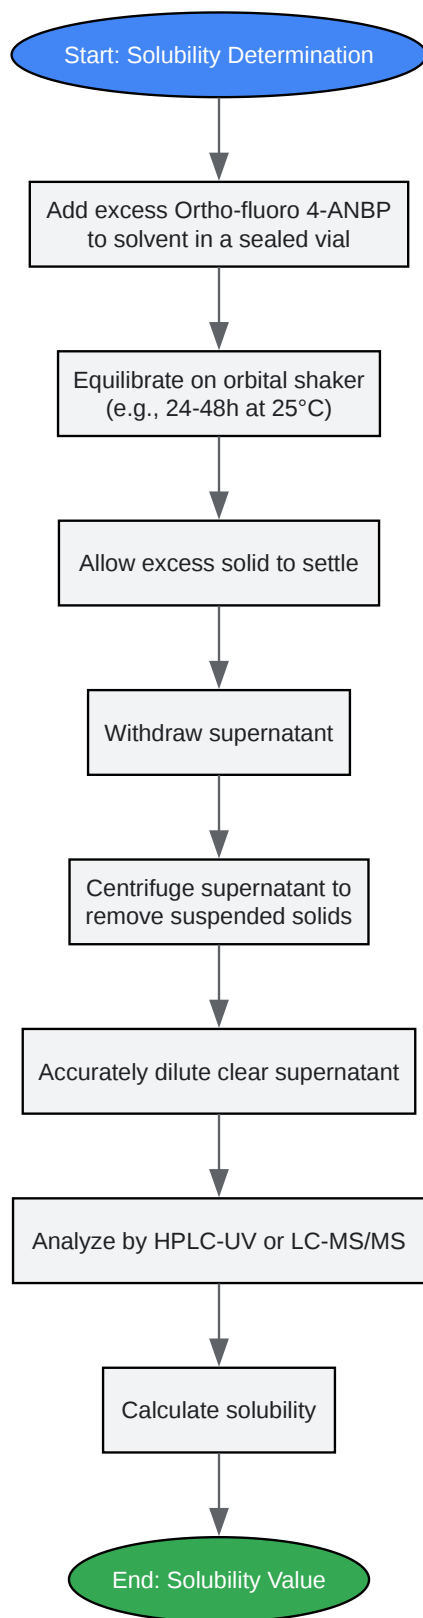 Start: Solubility Determination
Add excess Ortho-fluoro 4-ANBP
to solvent in a sealed vial
Equilibrate on orbital shaker
(e.g., 24-48h at 25°C)
Allow excess solid to settle
Withdraw supernatant
Centrifuge supernatant to
remove suspended solids
Accurately dilute clear supernatant
Analyze by HPLC-UV or LC-MS/MS
Calculate solubility
End: Solubility Value